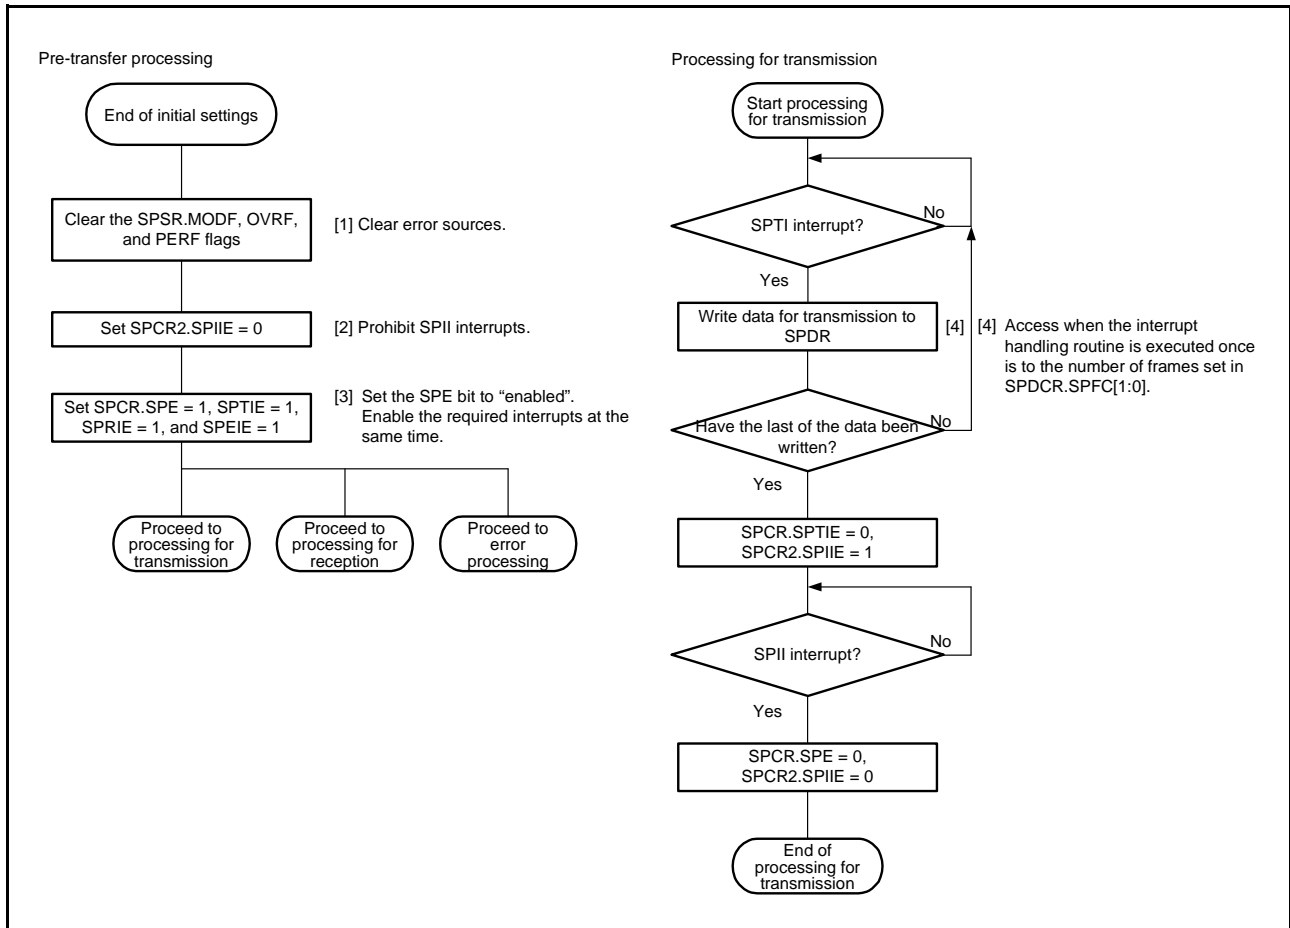 Pre-transfer processing
End of initial settings
Clear the SPSR.MODF, OVRF,
and PERF flags
[1] Clear error sources.
Set SPCR2.SPIIE = 0
[2] Prohibit SPII interrupts.
Set SPCR.SPE = 1, SPTIE = 1,
SPRIE = 1, and SPEIE = 1
[3] Set the SPE bit to “enabled”.
Enable the required interrupts at the
same time.
Proceed to
processing for
transmission
Proceed to
processing for
reception
Proceed to
error
processing
Processing for transmission
Start processing
for transmission
SPTI interrupt?
No
Yes
Write data for transmission to
SPDR
[4]
[4] Access when the interrupt
handling routine is executed once
is to the number of frames set in
SPDCR.SPFC[1:0].
Have the last of the data been
written?
No
Yes
SPCR.SPTIE = 0,
SPCR2.SPIIE = 1
SPII interrupt?
No
Yes
SPCR.SPE = 0,
SPCR2.SPIIE = 0
End of
processing for
transmission